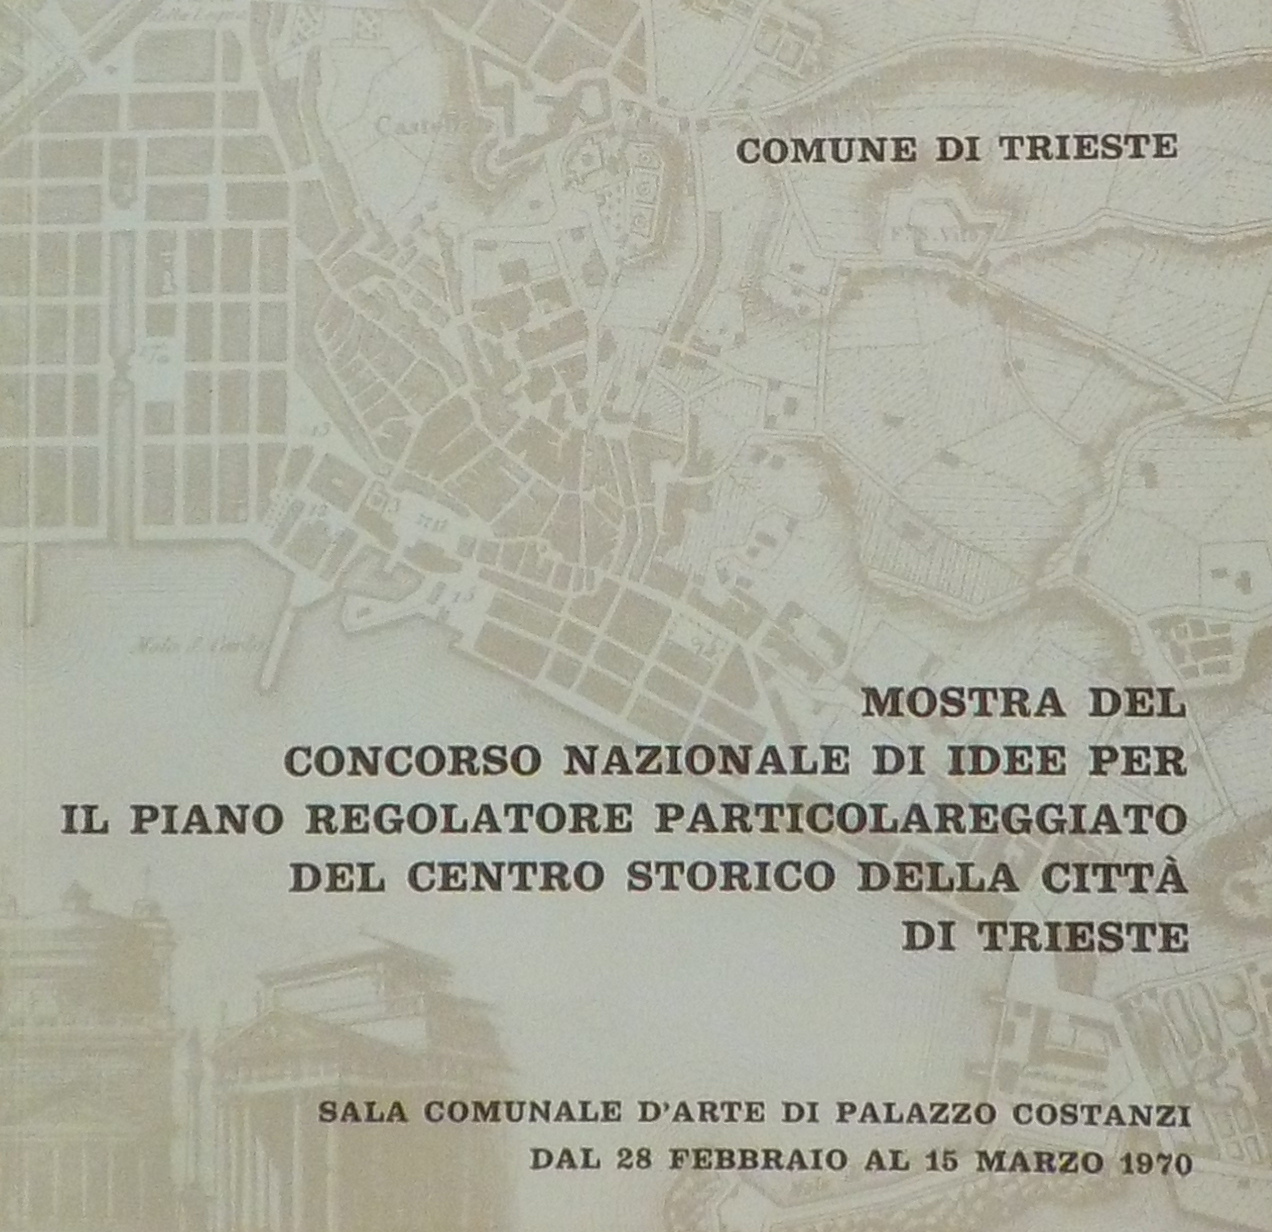 COMUNE DI TRIESTE
MOSTRA DEL
CONCORSO NAZIONALE DI IDEE PER
IL PIANO REGOLATORE PARTICOLAREGGIATO
DEL CENTRO STORICO DELLA CITTÀ
DI TRIESTE
SALA COMUNALE D'ARTE DI PALAZZO COSTANZI
DAL 28 FEBBRAIO AL 15 MARZO 1970